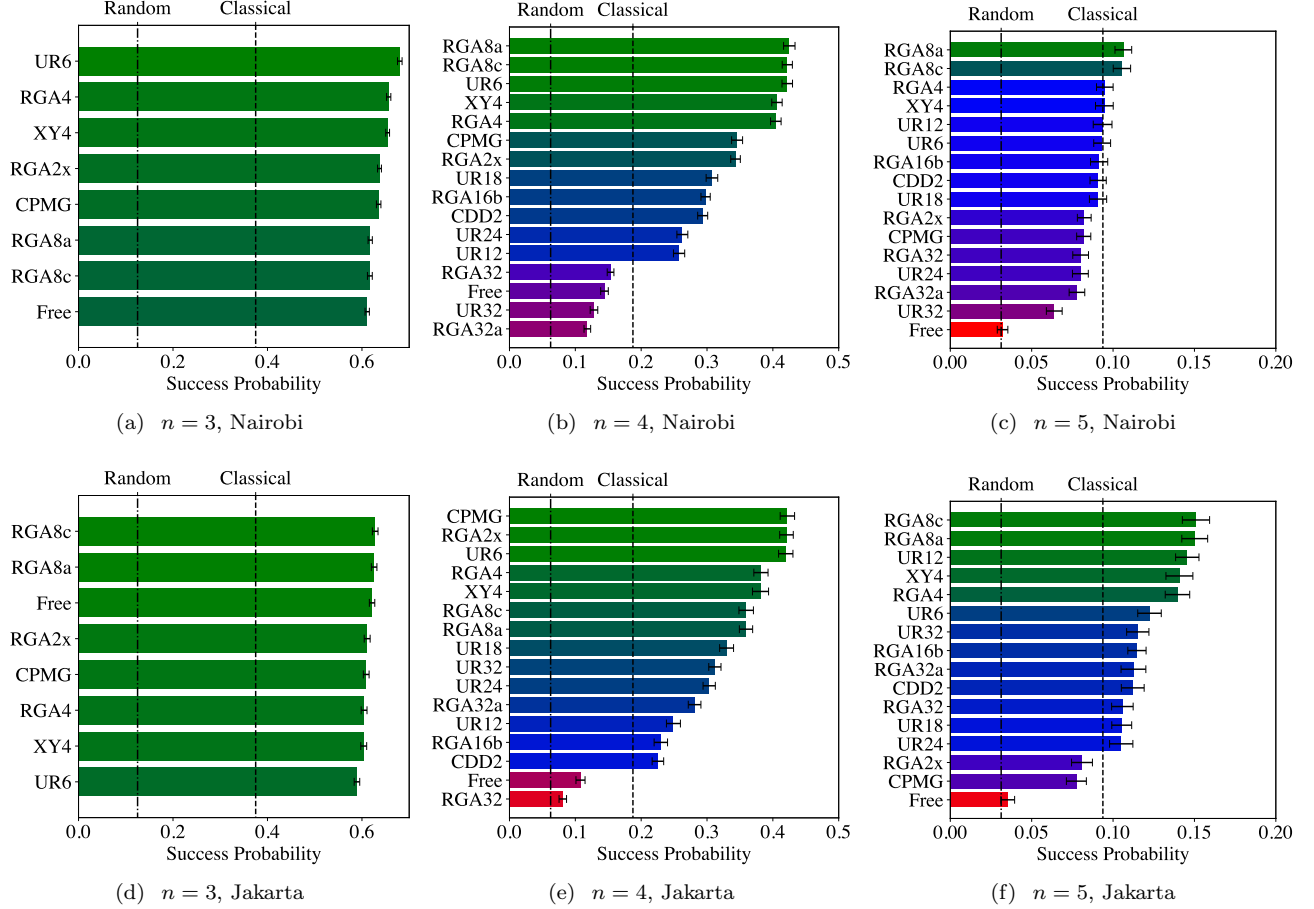 Random Classical
UR6
RGA4
XY4
RGA2x
CPMG
RGA8a
RGA8c
Free
0.0 0.2 0.4 0.6
Success Probability
(a) n = 3, Nairobi
Random Classical
RGA8a
RGA8c
UR6
XY4
RGA4
CPMG
RGA2x
UR18
RGA16b
CDD2
UR24
UR12
RGA32
Free
UR32
RGA32a
0.0 0.1 0.2 0.3 0.4 0.5
Success Probability
(b) n = 4, Nairobi
Random Classical
RGA8a
RGA8c
RGA4
XY4
UR12
UR6
RGA16b
CDD2
UR18
RGA2x
CPMG
RGA32
UR24
RGA32a
UR32
Free
0.00 0.05 0.10 0.15 0.20
Success Probability
(c) n = 5, Nairobi
Random Classical
RGA8c
RGA8a
Free
RGA2x
CPMG
RGA4
XY4
UR6
0.0 0.2 0.4 0.6
Success Probability
(d) n = 3, Jakarta
Random Classical
CPMG
RGA2x
UR6
RGA4
XY4
RGA8c
RGA8a
UR18
UR32
UR24
RGA32a
UR12
RGA16b
CDD2
Free
RGA32
0.0 0.1 0.2 0.3 0.4 0.5
Success Probability
(e) n = 4, Jakarta
Random Classical
RGA8c
RGA8a
UR12
XY4
RGA4
UR6
UR32
RGA16b
RGA32a
CDD2
RGA32
UR18
UR24
RGA2x
CPMG
Free
0.00 0.05 0.10 0.15 0.20
Success Probability
(f) n = 5, Jakarta